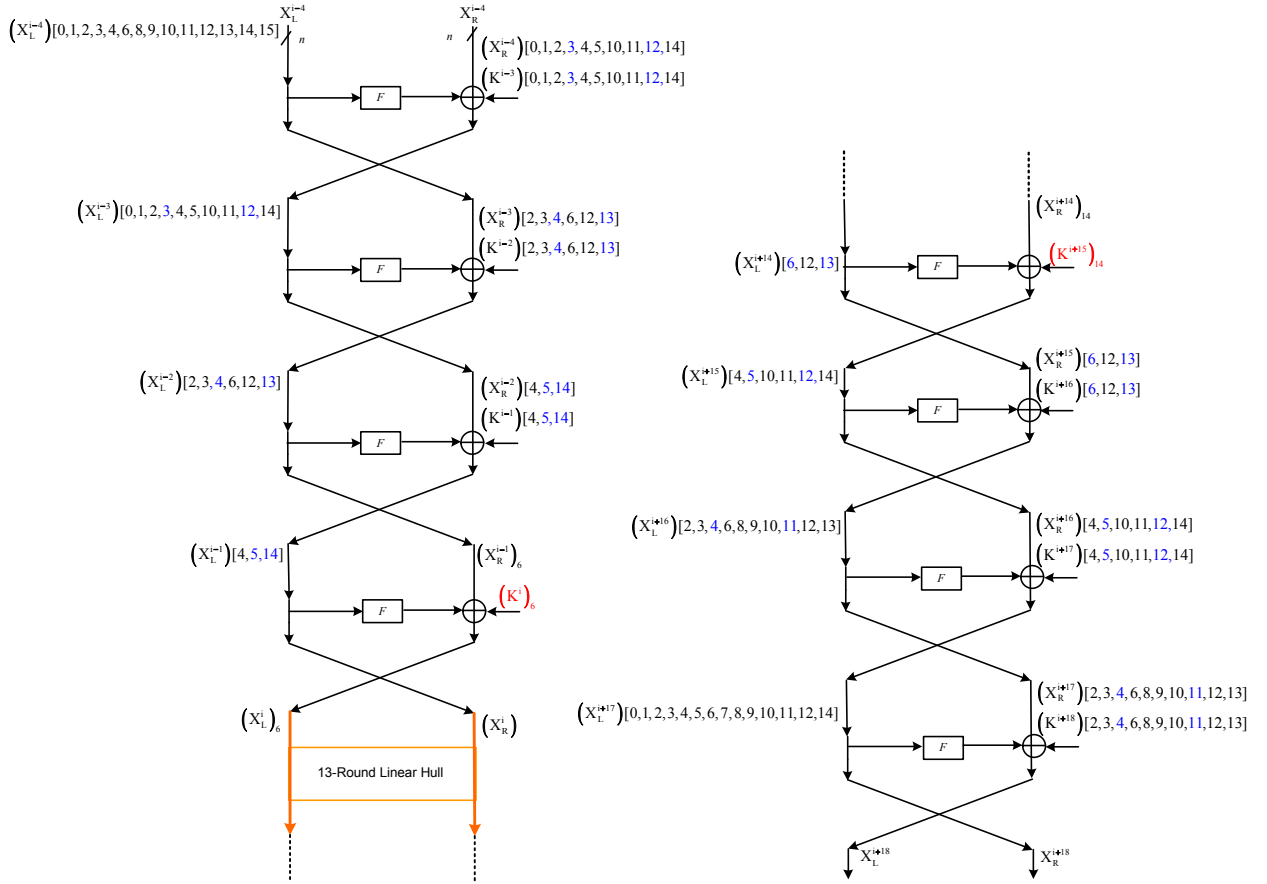 X_L^{i-4} X_R^{i-4}
(X_L^{i-4})[0,1,2,3,4,6,8,9,10,11,12,13,14,15]
n n
(X_R^{i-4})[0,1,2,3,4,5,10,11,12,14]
(K^{i-3})[0,1,2,3,4,5,10,11,12,14]
F
(X_L^{i-3})[0,1,2,3,4,5,10,11,12,14]
(X_R^{i-3})[2,3,4,6,12,13]
(K^{i-2})[2,3,4,6,12,13]
F
(X_L^{i-2})[2,3,4,6,12,13]
(X_R^{i-2})[4,5,14]
(K^{i-1})[4,5,14]
F
(X_L^{i-1})[4,5,14]
(X_R^{i-1})_6
(K^i)_6
F
(X_L^i)_6
(X_R^i)
13-Round Linear Hull
(X_R^{i+14})_{14}
(X_L^{i+14})[6,12,13]
(K^{i+15})_{14}
F
(X_R^{i+15})[6,12,13]
(X_L^{i+15})[4,5,10,11,12,14]
(K^{i+16})[6,12,13]
F
(X_L^{i+16})[2,3,4,6,8,9,10,11,12,13]
(X_R^{i+16})[4,5,10,11,12,14]
(K^{i+17})[4,5,10,11,12,14]
F
(X_R^{i+17})[2,3,4,6,8,9,10,11,12,13]
(X_L^{i+17})[0,1,2,3,4,5,6,7,8,9,10,11,12,14]
(K^{i+18})[2,3,4,6,8,9,10,11,12,13]
F
X_L^{i+18} X_R^{i+18}